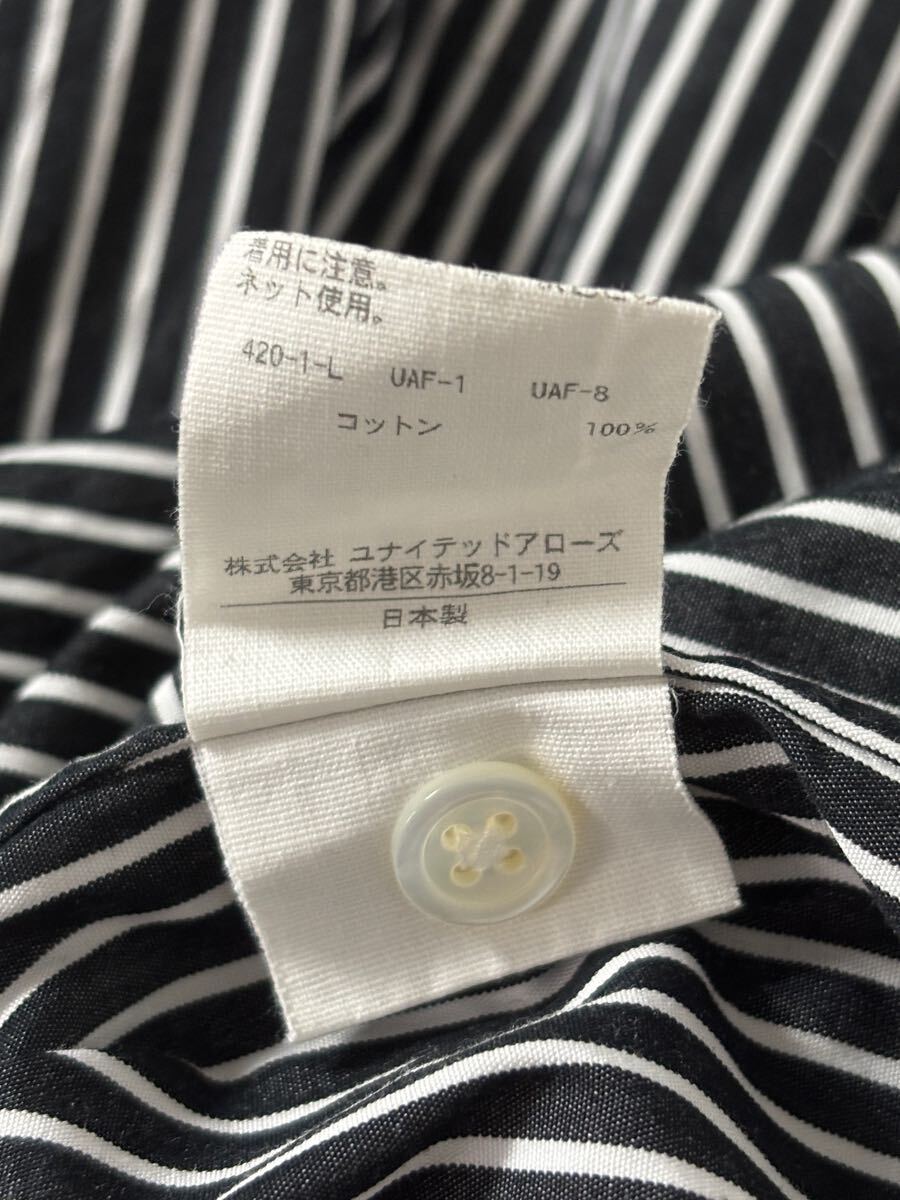 着用に注意。
ネット使用。
420-1-L UAF-1 UAF-8
コットン 100%
株式会社 ユナイテッドアローズ
東京都港区赤坂8-1-19
日本製